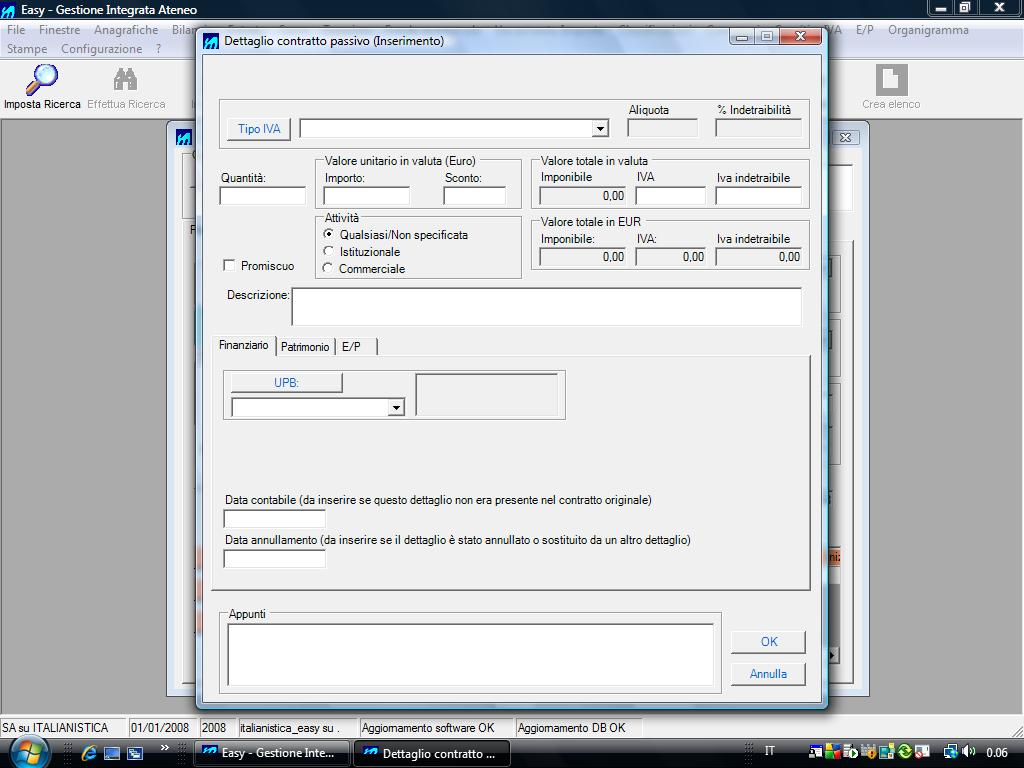 Easy - Gestione Integrata Ateneo
File Finestre Anagrafiche E/P Organigramma
Stampe Configurazione ?
Imposta Ricerca Effettua Ricerca Crea elenco
Dettaglio contratto passivo (Inserimento)
Tipo IVA
Aliquota
% Indetraibilità
Quantità:
Valore unitario in valuta (Euro)
Importo: Sconto:
Valore totale in valuta
Imponibile IVA Iva indetraibile
0,00
Attività
Qualsiasi/Non specificata
Istituzionale
Commerciale
Promiscuo
Valore totale in EUR
Imponibile: IVA: Iva indetraibile
0,00 0,00 0,00
Descrizione:
Finanziario Patrimonio E/P
UPB:
Data contabile (da inserire se questo dettaglio non era presente nel contratto originale)
Data annullamento (da inserire se il dettaglio è stato annullato o sostituito da un altro dettaglio)
Appunti
OK
Annulla
SA su ITALIANISTICA 01/01/2008 2008 italianistica_easy su . Aggiornamento software OK Aggiornamento DB OK
Easy - Gestione Inte... Dettaglio contratto ... IT 0.06